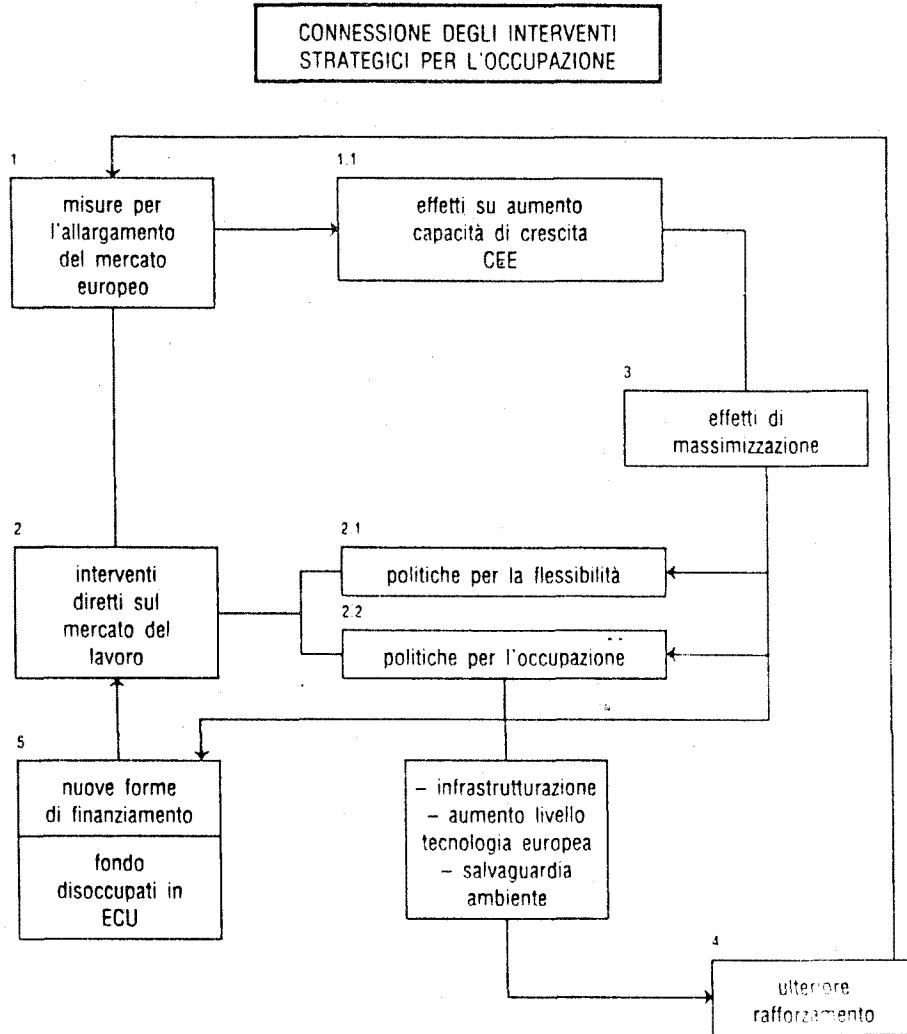 CONNESSIONE DEGLI INTERVENTI
STRATEGICI PER L'OCCUPAZIONE
1
misure per
l'allargamento
del mercato
europeo
1.1
effetti su aumento
capacità di crescita
CEE
3
effetti di
massimizzazione
2
interventi
diretti sul
mercato del
lavoro
2.1
politiche per la flessibilità
2.2
politiche per l'occupazione
5
nuove forme
di finanziamento
fondo
disoccupati in
ECU
– infrastrutturazione
– aumento livello
tecnologia europea
– salvaguardia
ambiente
4
ulteriore
rafforzamento